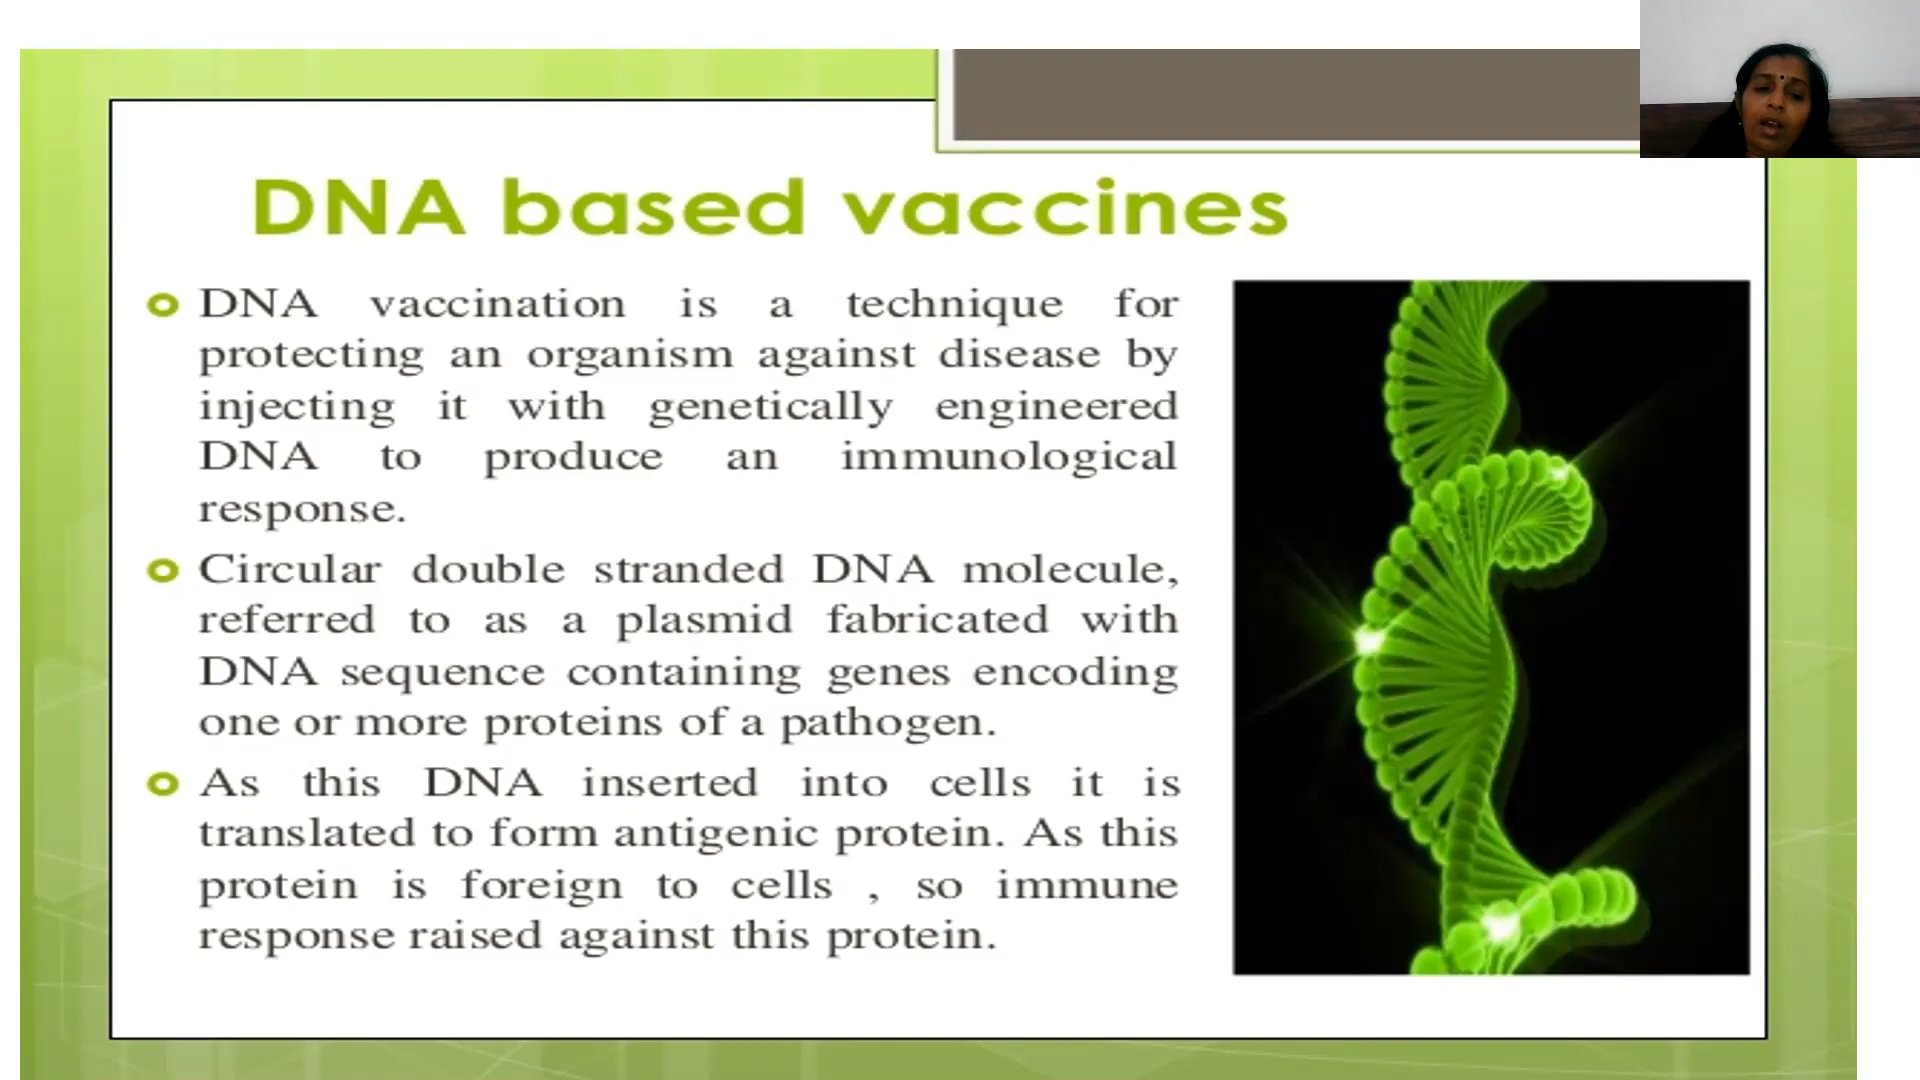 DNA based vaccines
DNA vaccination is a technique for
protecting an organism against disease by
injecting it with genetically engineered
DNA to produce an immunological
response.
Circular double stranded DNA molecule,
referred to as a plasmid fabricated with
DNA sequence containing genes encoding
one or more proteins of a pathogen.
As this DNA inserted into cells it is
translated to form antigenic protein. As this
protein is foreign to cells , so immune
response raised against this protein.